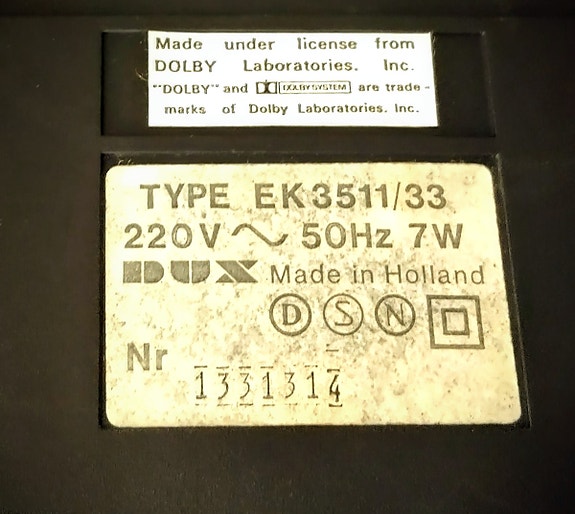 Made under license from
DOLBY Laboratories. Inc.
"DOLBY" and DOLBY SYSTEM are trade-
marks of Dolby Laboratories. Inc.
TYPE EK3511/33
220V ~ 50Hz 7W
DUX Made in Holland
D S N
Nr 1331314